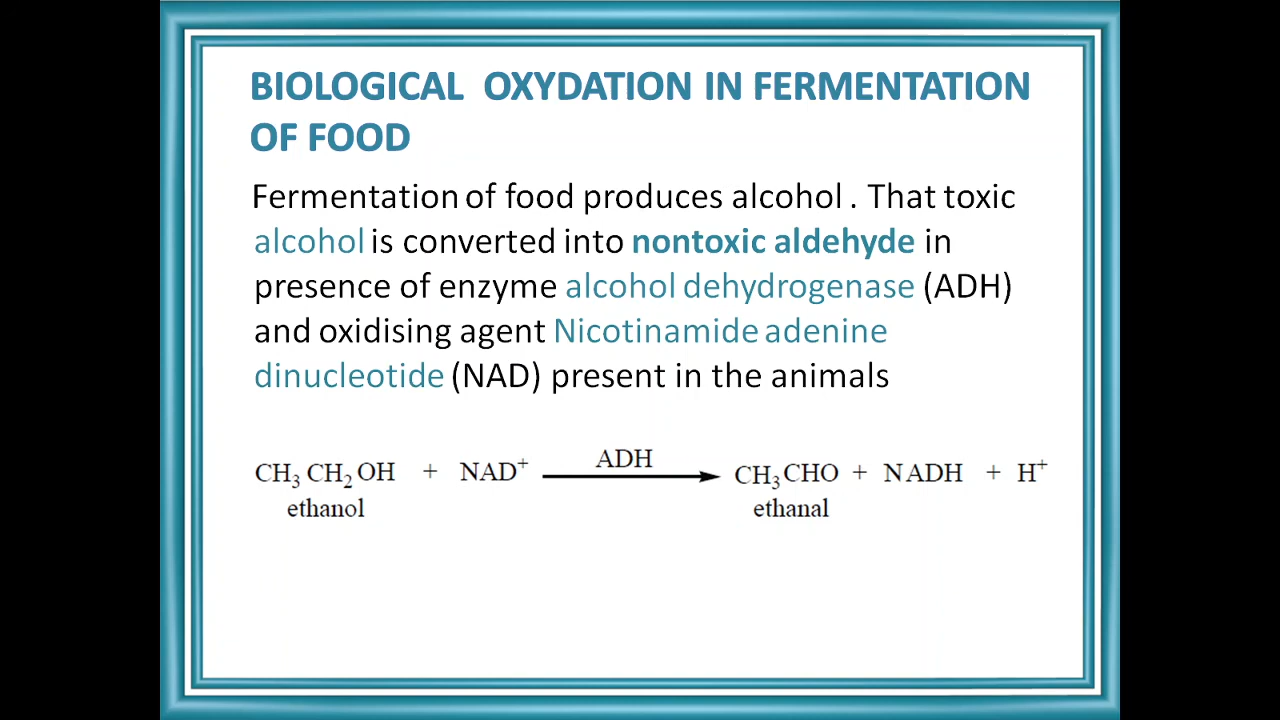 BIOLOGICAL OXYDATION IN FERMENTATION
OF FOOD
Fermentation of food produces alcohol . That toxic
alcohol is converted into nontoxic aldehyde in
presence of enzyme alcohol dehydrogenase (ADH)
and oxidising agent Nicotinamide adenine
dinucleotide (NAD) present in the animals
ADH
CH₃ CH₂ OH + NAD⁺ ⟶ CH₃ CHO + NADH + H⁺
ethanol ethanal